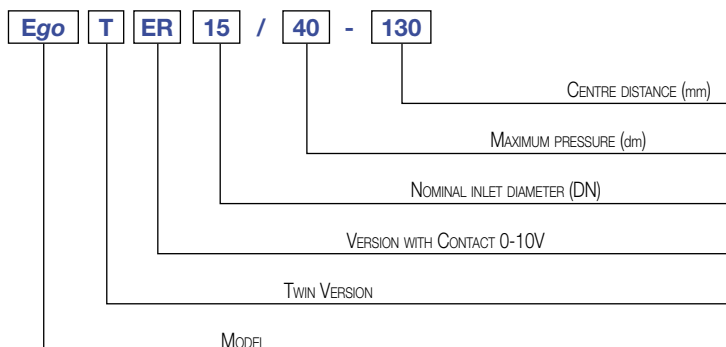 Ego T ER 15 / 40 - 130
CENTRE DISTANCE (mm)
MAXIMUM PRESSURE (dm)
NOMINAL INLET DIAMETER (DN)
VERSION WITH CONTACT 0-10V
TWIN VERSION
MODEL